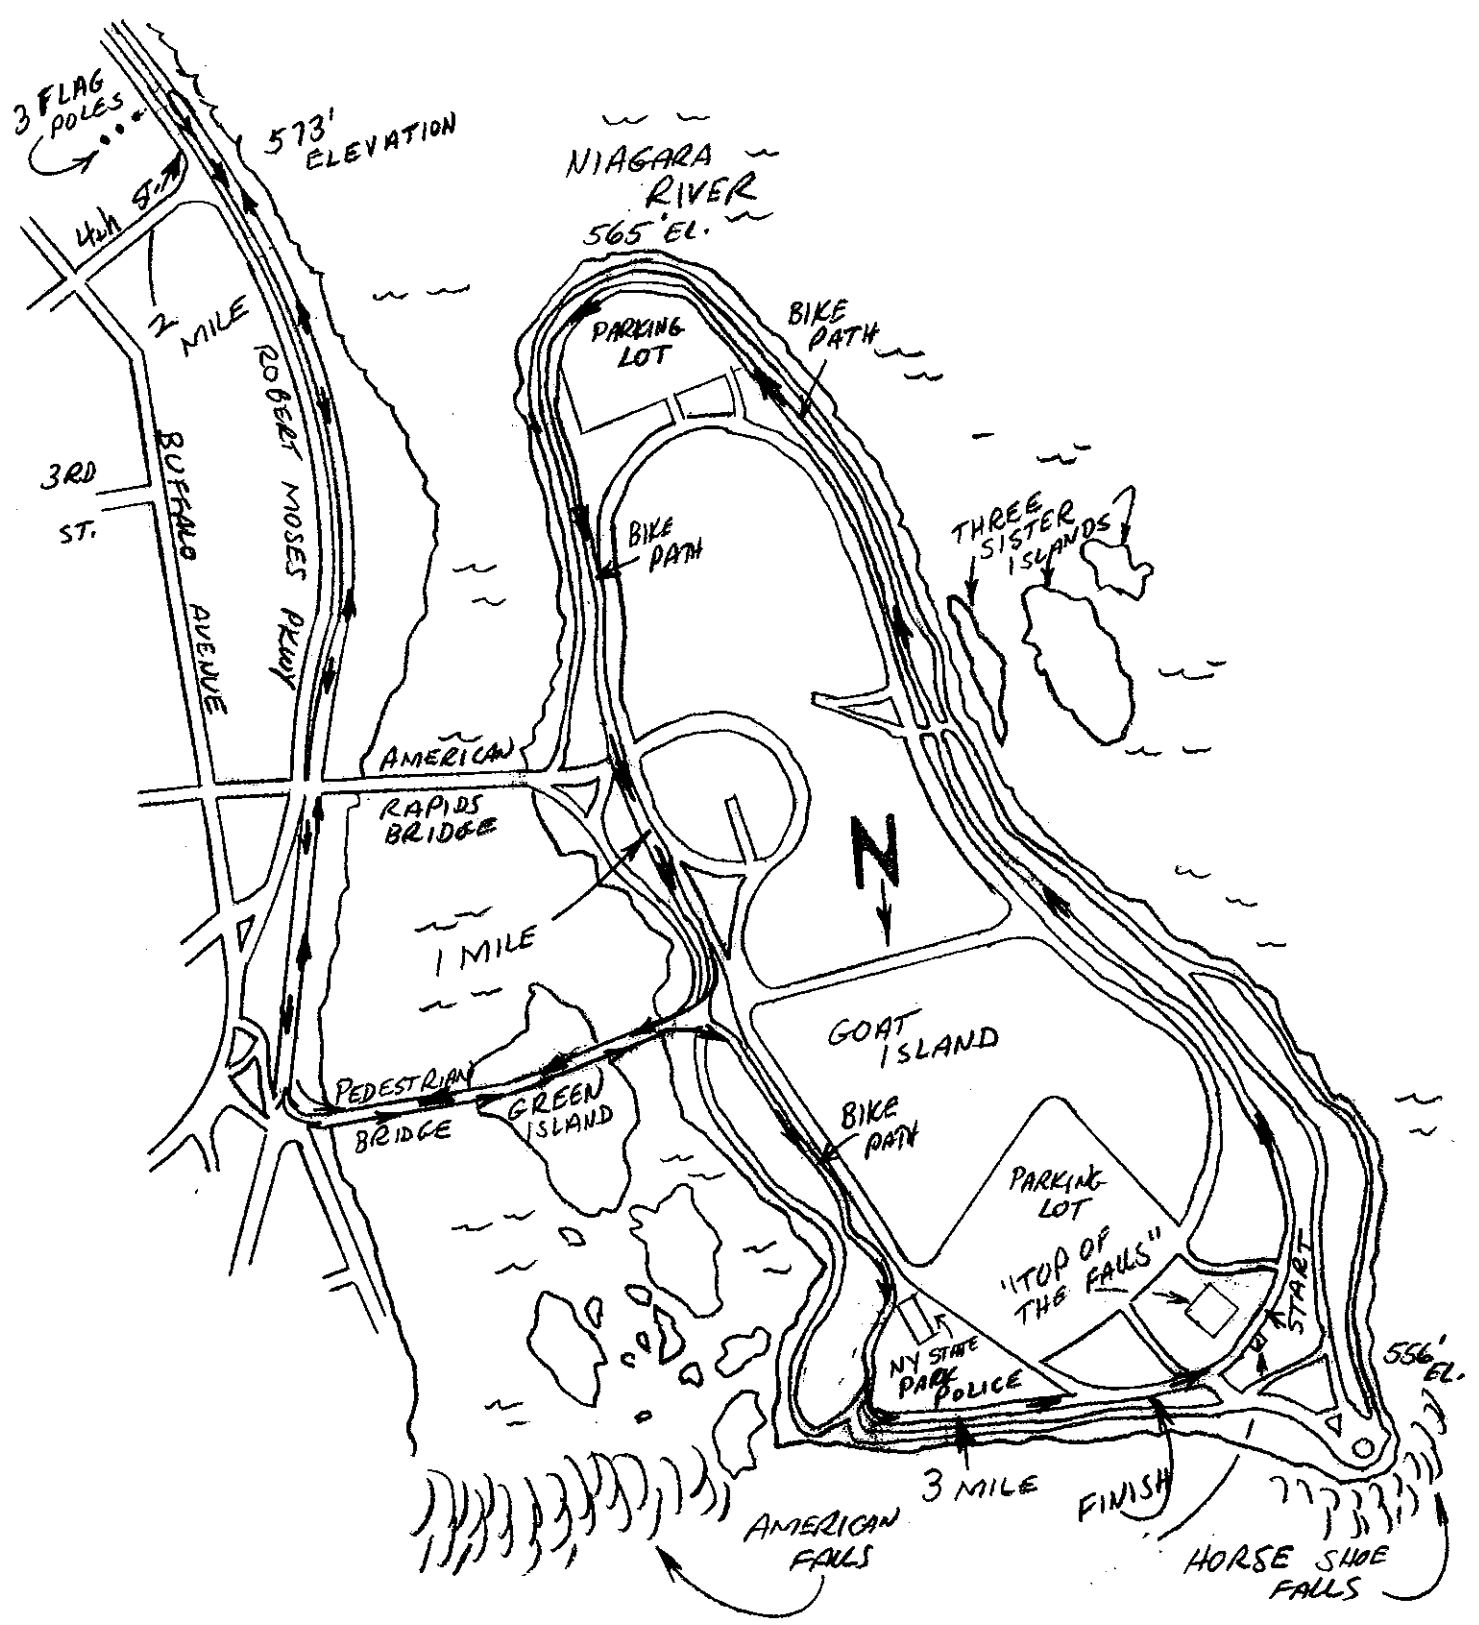 3 FLAG
POLES
573'
ELEVATION
NIAGARA
RIVER
565' EL.
4th ST.
2
MILE
BIKE
PATH
PARKING
LOT
ROBERT MOSES PKWY
BUFFALO AVENUE
3RD
ST.
BIKE
PATH
THREE
SISTER
ISLANDS
AMERICAN
RAPIDS
BRIDGE
N
1 MILE
GOAT
ISLAND
PEDESTRIAN
BRIDGE
GREEN
ISLAND
BIKE
PATH
PARKING
LOT
"TOP OF
THE FALLS"
START
NY STATE
PARK
POLICE
556'
EL.
3 MILE
FINISH
AMERICAN
FALLS
HORSE SHOE
FALLS